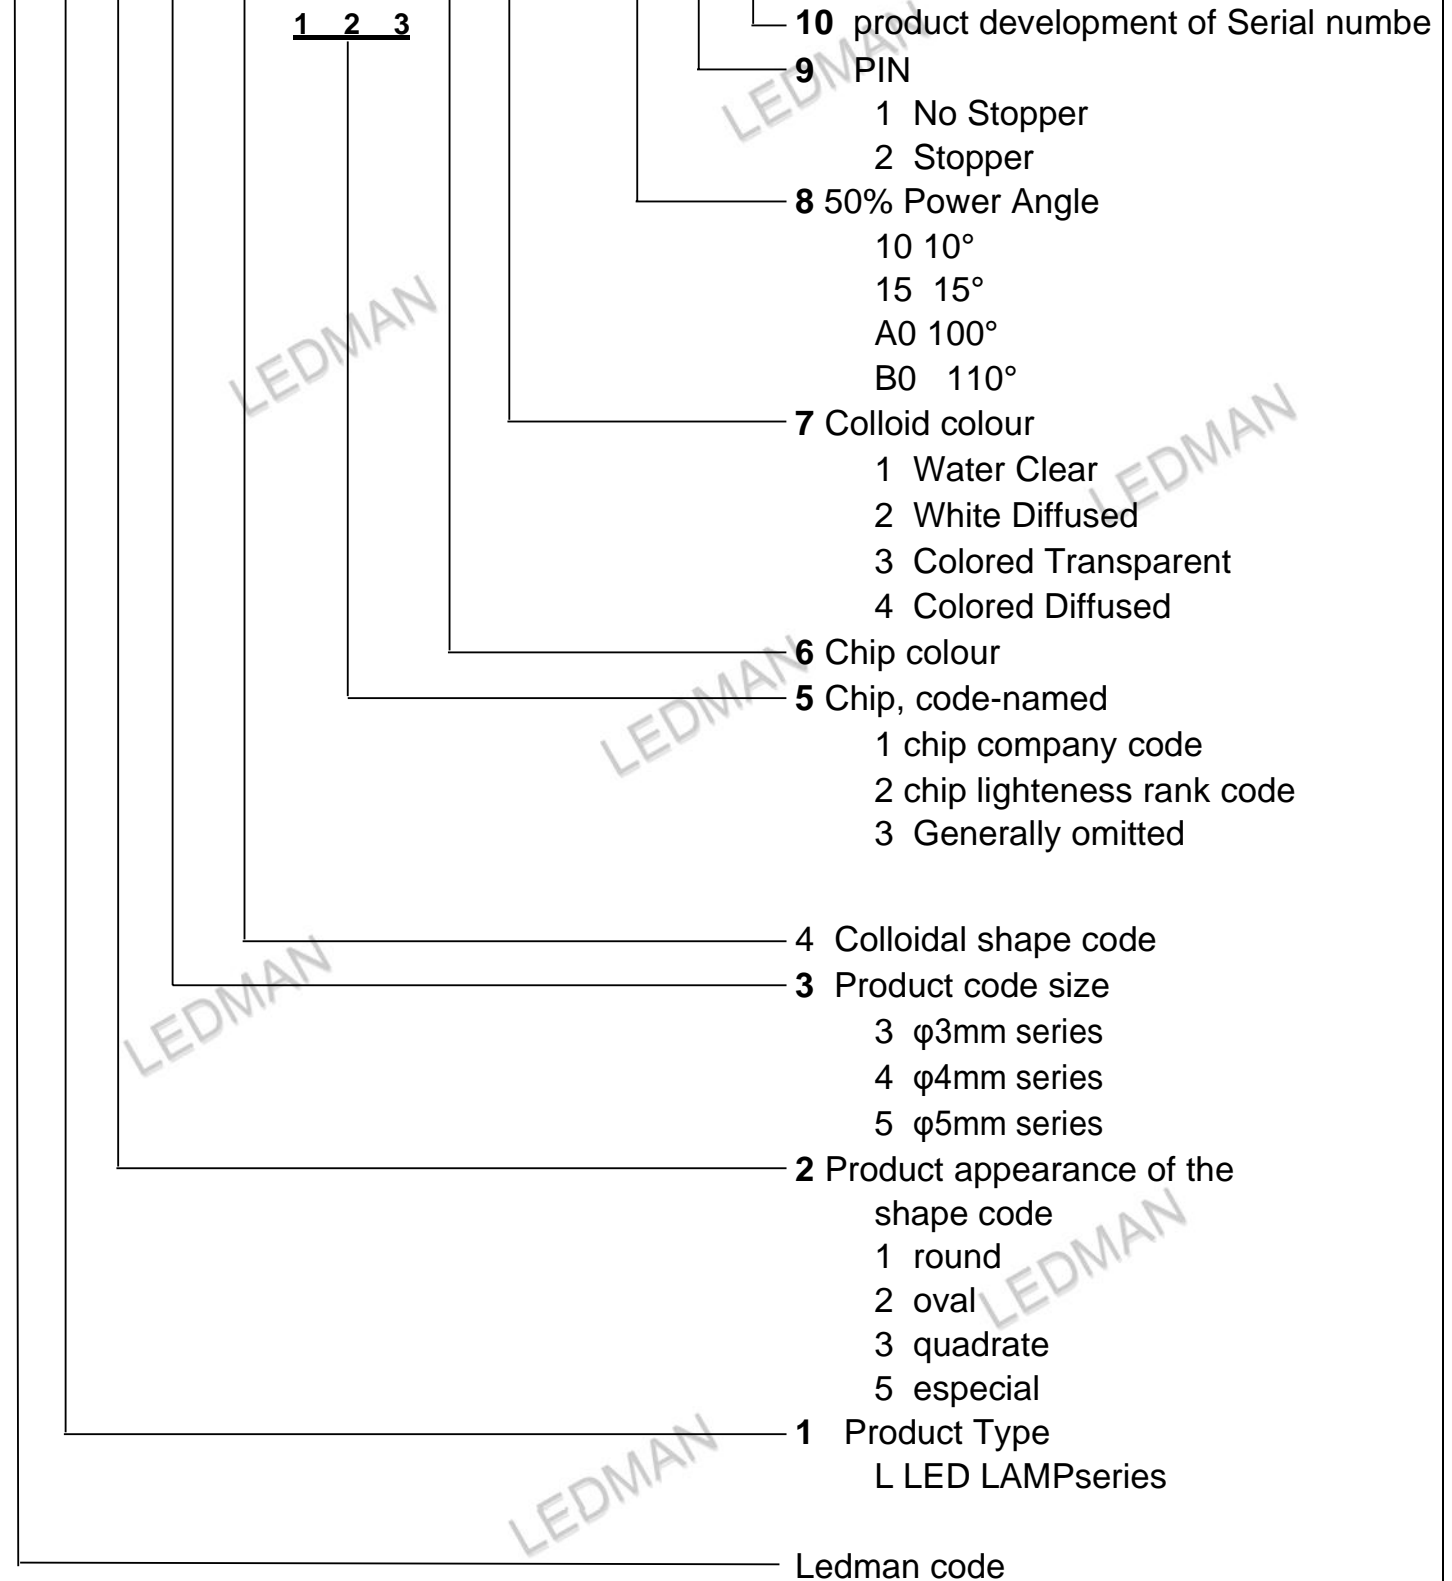 1 2 3
10 product development of Serial numbe
9 PIN
1 No Stopper
2 Stopper
8 50% Power Angle
10 10°
15 15°
A0 100°
B0 110°
7 Colloid colour
1 Water Clear
2 White Diffused
3 Colored Transparent
4 Colored Diffused
6 Chip colour
5 Chip, code-named
1 chip company code
2 chip lighteness rank code
3 Generally omitted
4 Colloidal shape code
3 Product code size
3 φ3mm series
4 φ4mm series
5 φ5mm series
2 Product appearance of the
shape code
1 round
2 oval
3 quadrate
5 especial
1 Product Type
L LED LAMPseries
Ledman code
LEDMAN
LEDMAN
LEDMAN
LEDMAN
LEDMAN
LEDMAN
LEDMAN